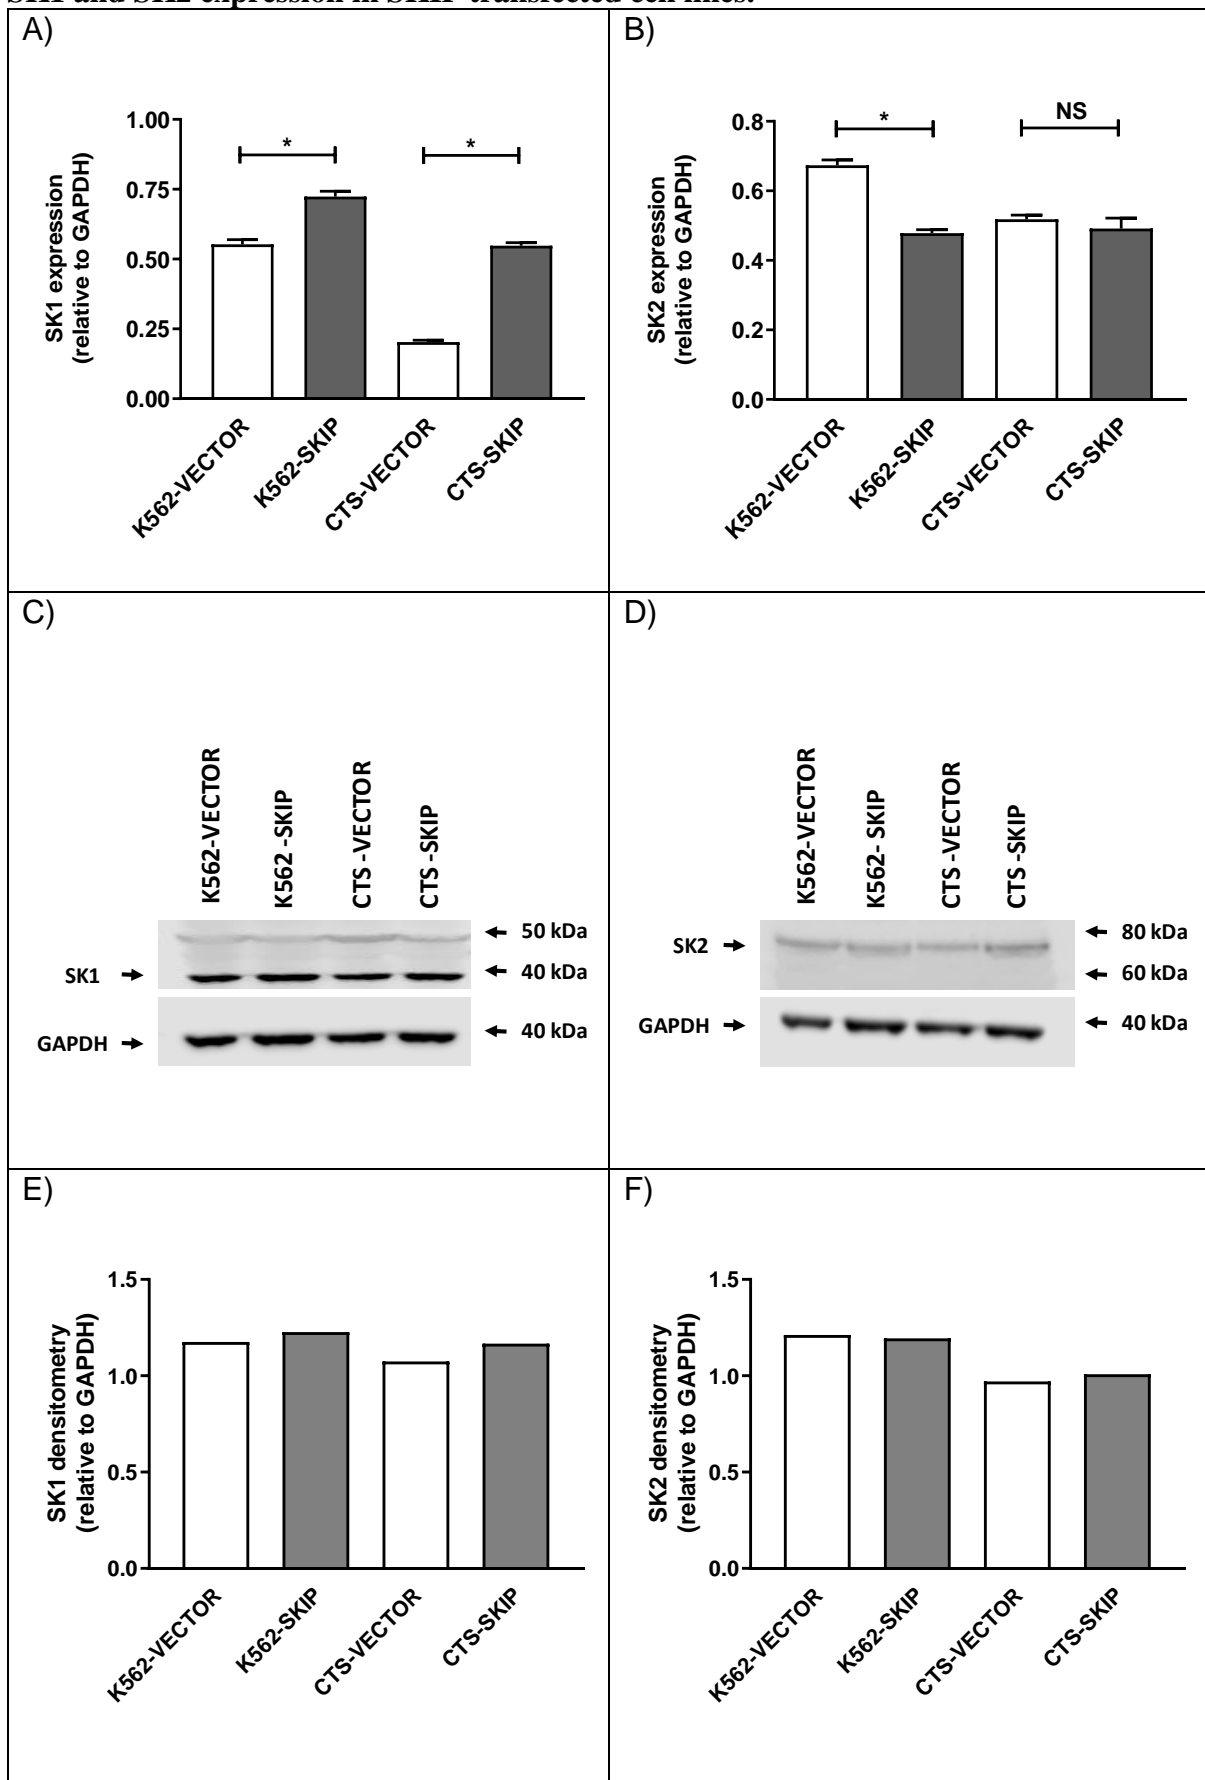 SK1 and SK2 expression in SKIP transfected cell lines.
A)
SK1 expression
(relative to GAPDH)
1.00
0.75
0.50
0.25
0.00
*
*
K562-VECTOR
K562-SKIP
CTS-VECTOR
CTS-SKIP
B)
SK2 expression
(relative to GAPDH)
0.8
0.6
0.4
0.2
0.0
*
NS
K562-VECTOR
K562-SKIP
CTS-VECTOR
CTS-SKIP
C)
K562-VECTOR
K562 -SKIP
CTS -VECTOR
CTS -SKIP
50 kDa
SK1
40 kDa
GAPDH
40 kDa
D)
K562-VECTOR
K562- SKIP
CTS -VECTOR
CTS -SKIP
SK2
80 kDa
60 kDa
GAPDH
40 kDa
E)
SK1 densitometry
(relative to GAPDH)
1.5
1.0
0.5
0.0
K562-VECTOR
K562-SKIP
CTS-VECTOR
CTS-SKIP
F)
SK2 densitometry
(relative to GAPDH)
1.5
1.0
0.5
0.0
K562-VECTOR
K562-SKIP
CTS-VECTOR
CTS-SKIP